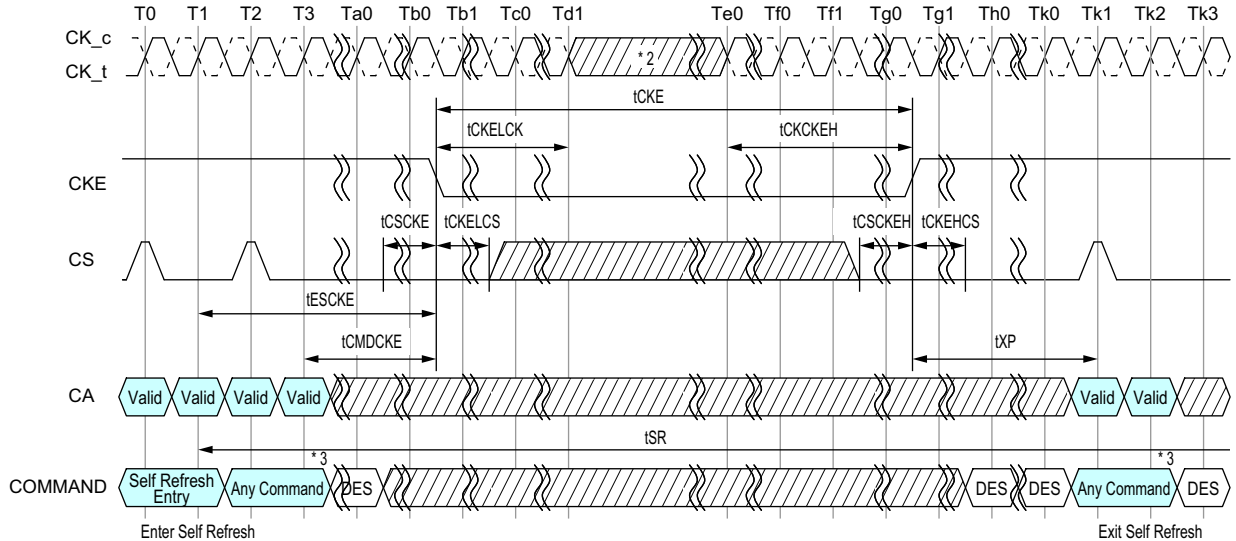 T0 T1 T2 T3 Ta0 Tb0 Tb1 Tc0 Td1 Te0 Tf0 Tf1 Tg0 Tg1 Th0 Tk0 Tk1 Tk2 Tk3
CK_c
CK_t
* 2
tCKE
tCKELCK tCKCKEH
CKE
tCSCKE tCKELCS tCSCKEH tCKEHCS
CS
tESCKE
tCMDCKE tXP
CA Valid Valid Valid Valid Valid Valid
tSR
* 3 * 3
COMMAND Self Refresh Entry Any Command DES DES DES Any Command DES
Enter Self Refresh Exit Self Refresh